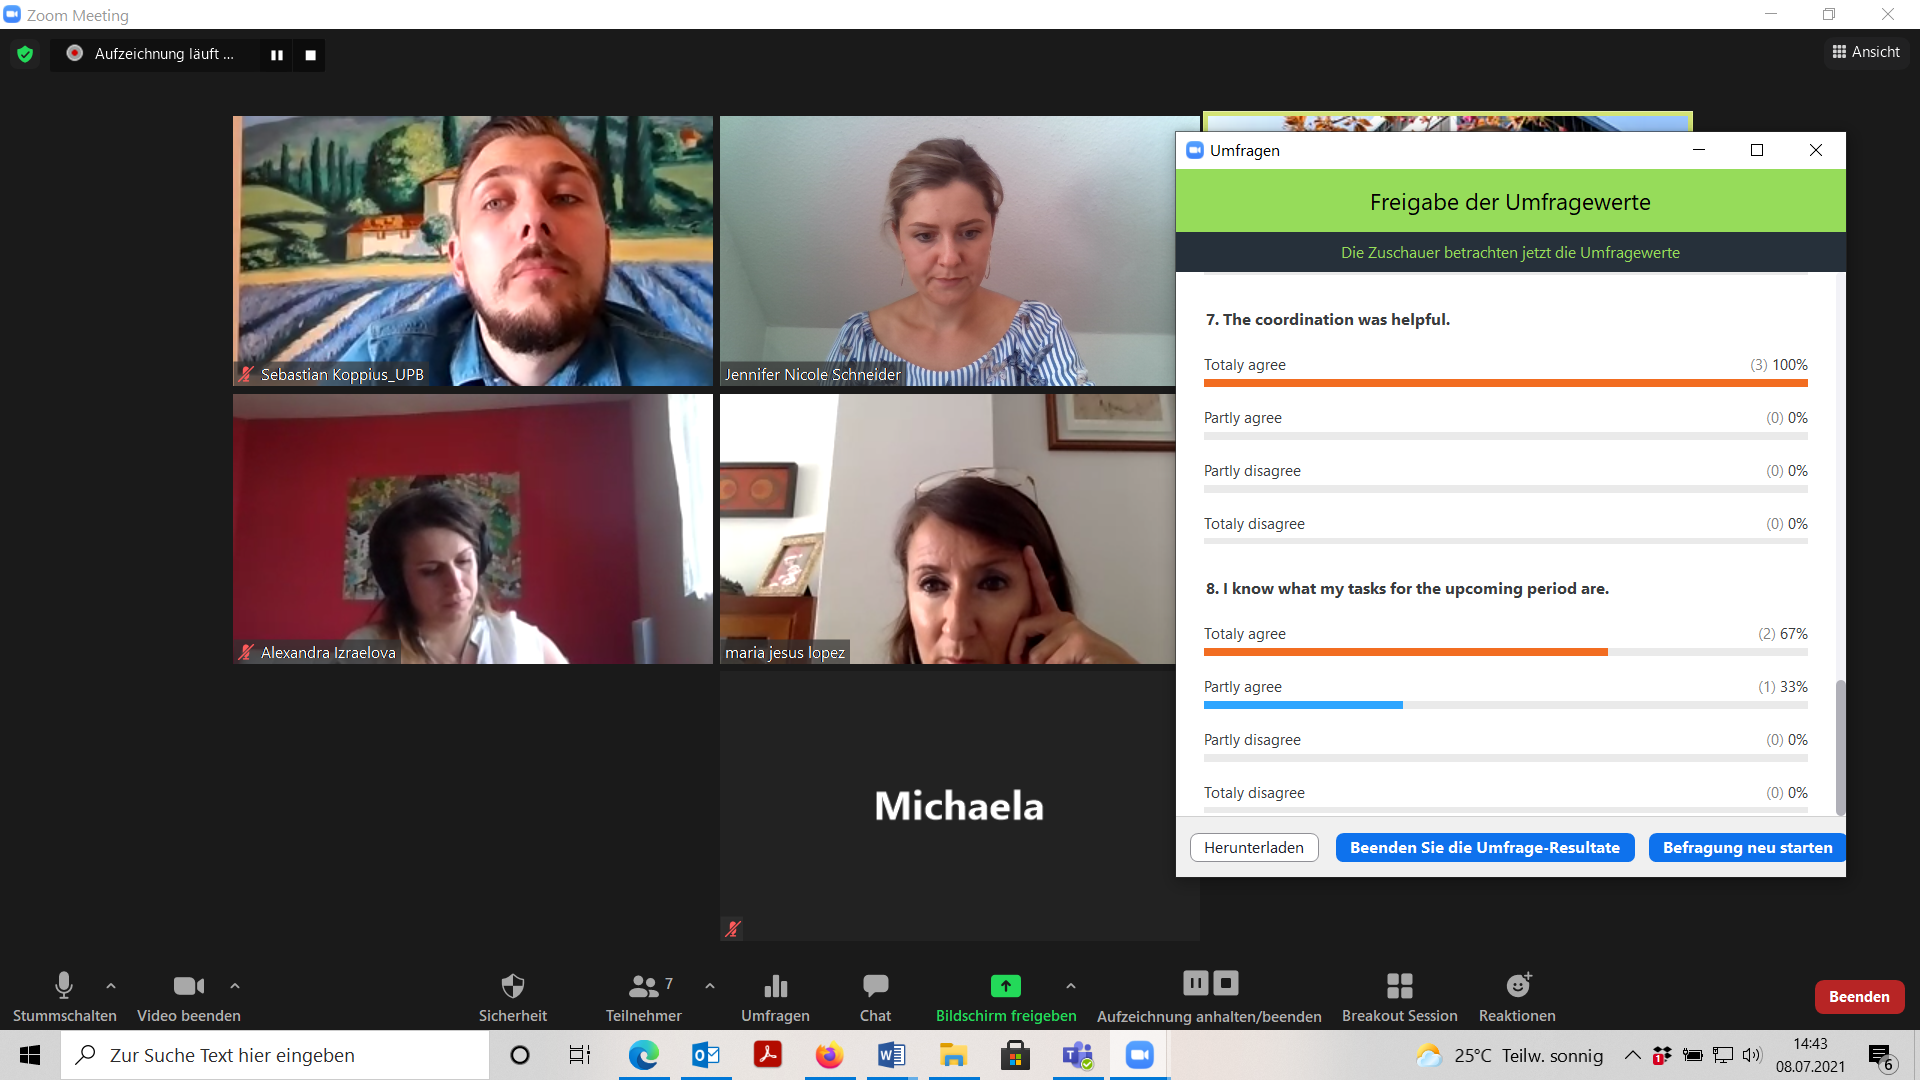 Zoom Meeting
Aufzeichnung läuft ...
Ansicht
Sebastian Koppius_UPB
Jennifer Nicole Schneider
Alexandra Izraelova
maria jesus lopez
Michaela
Umfragen
Freigabe der Umfragewerte
Die Zuschauer betrachten jetzt die Umfragewerte
7. The coordination was helpful.
Totaly agree (3) 100%
Partly agree (0) 0%
Partly disagree (0) 0%
Totaly disagree (0) 0%
8. I know what my tasks for the upcoming period are.
Totaly agree (2) 67%
Partly agree (1) 33%
Partly disagree (0) 0%
Totaly disagree (0) 0%
Herunterladen Beenden Sie die Umfrage-Resultate Befragung neu starten
7
Stummschalten Video beenden Sicherheit Teilnehmer Umfragen Chat Bildschirm freigeben Aufzeichnung anhalten/beenden Breakout Session Reaktionen Beenden
Zur Suche Text hier eingeben
25°C Teilw. sonnig
1
14:43
08.07.2021
6